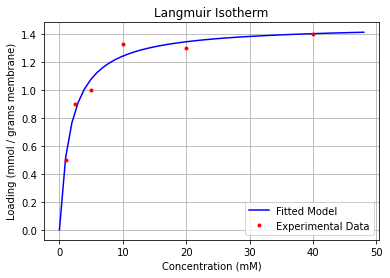 Langmuir Isotherm
Loading (mmol / grams membrane)
1.4
1.2
1.0
0.8
0.6
0.4
0.2
0.0
Fitted Model
Experimental Data
0 10 20 30 40 50
Concentration (mM)